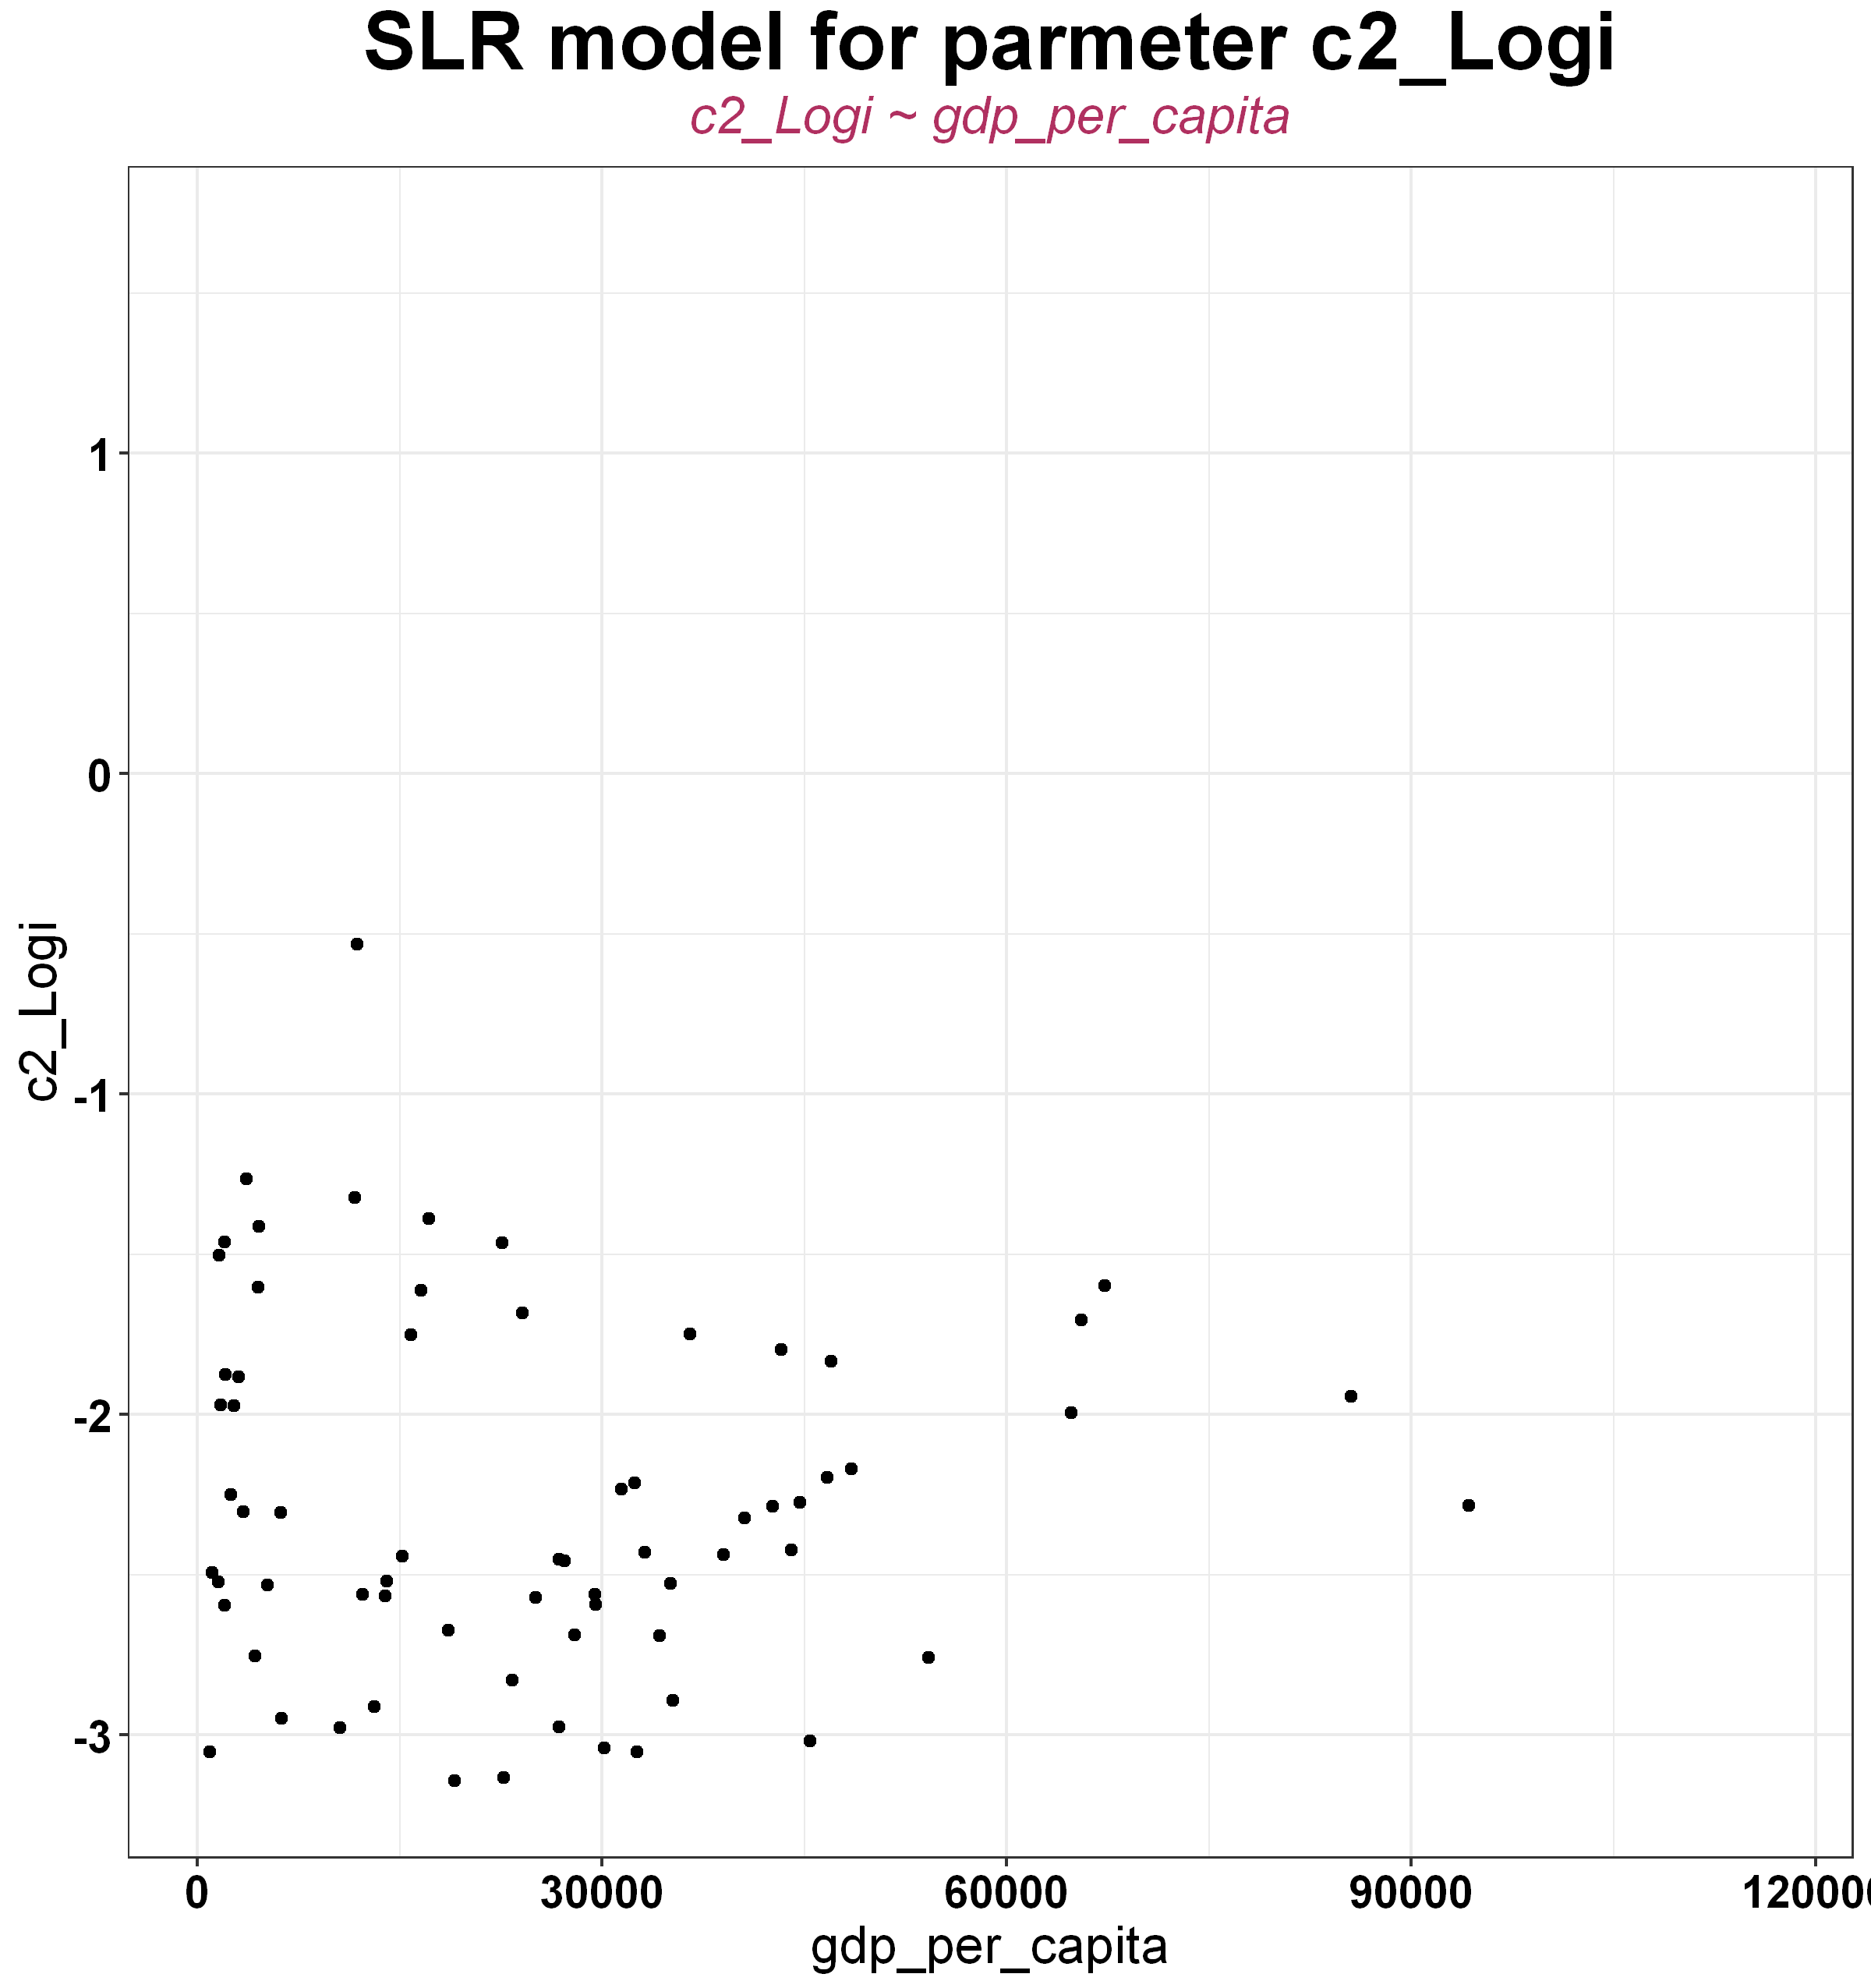 SLR model for parmeter c2_Logi
c2_Logi ~ gdp_per_capita
1
0
-1
-2
-3
c2_Logi
0 30000 60000 90000 120000
gdp_per_capita